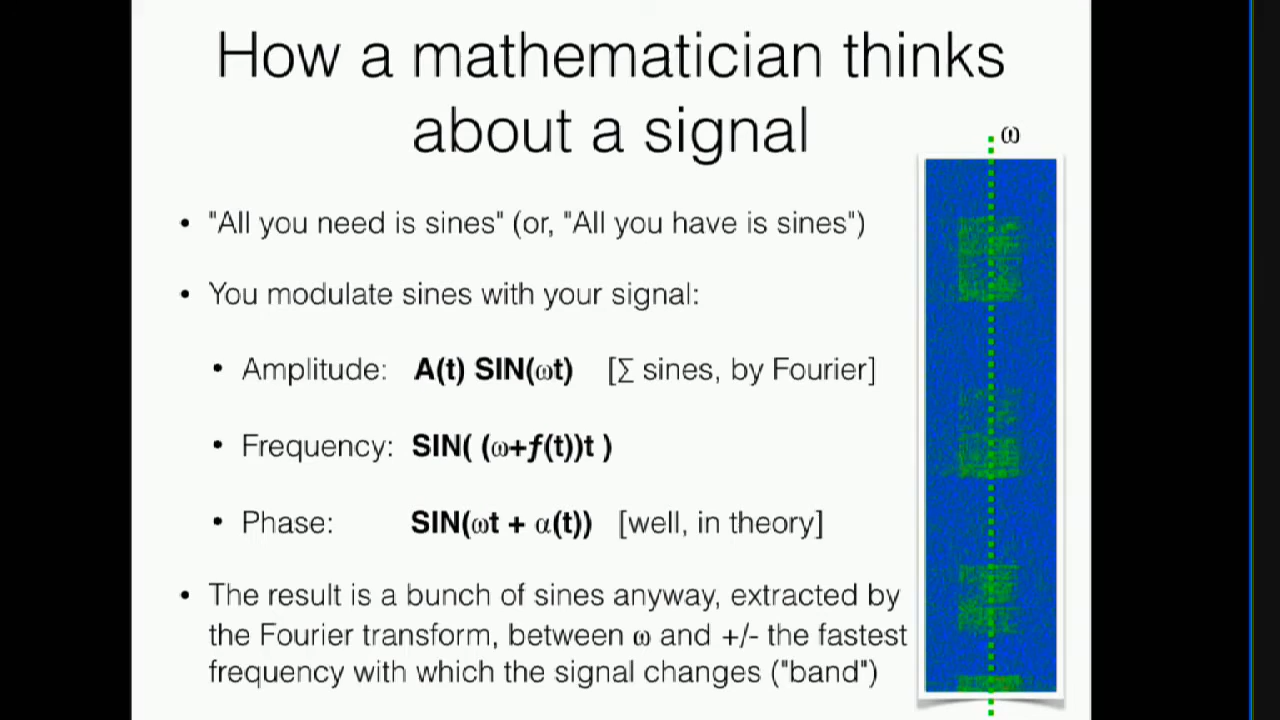 How a mathematician thinks
about a signal
ω
• "All you need is sines" (or, "All you have is sines")
• You modulate sines with your signal:
• Amplitude: A(t) SIN(ωt) [∑ sines, by Fourier]
• Frequency: SIN( (ω+f(t))t )
• Phase: SIN(ωt + α(t)) [well, in theory]
• The result is a bunch of sines anyway, extracted by
the Fourier transform, between ω and +/- the fastest
frequency with which the signal changes ("band")